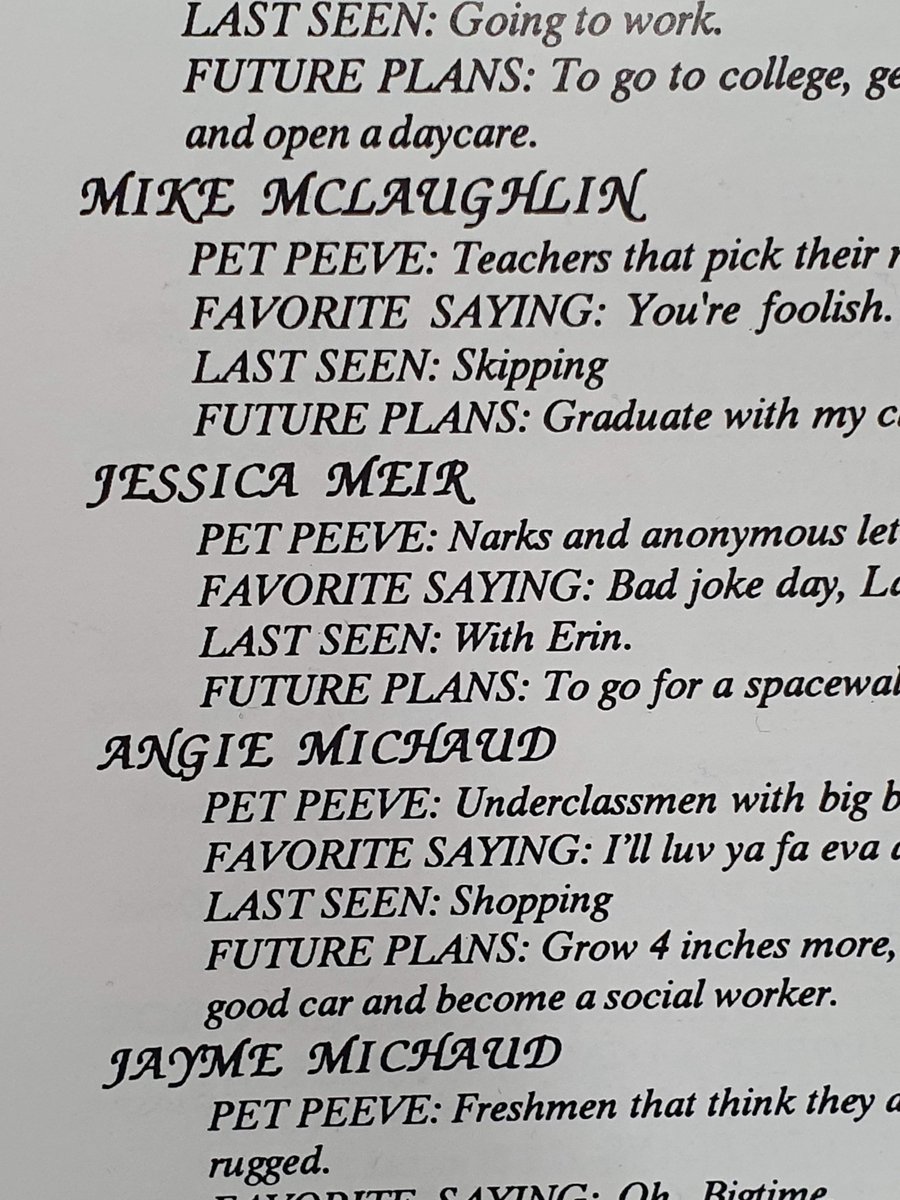 LAST SEEN: Going to work.
FUTURE PLANS: To go to college,
and open a daycare.
MIKE MCLAUGHLIN
PET PEEVE: Teachers that pick their
FAVORITE SAYING: You're foolish.
LAST SEEN: Skipping
FUTURE PLANS: Graduate with my
JESSICA MEIR
PET PEEVE: Narks and anonymous
FAVORITE SAYING: Bad joke day,
LAST SEEN: With Erin.
FUTURE PLANS: To go for a
ANGIE MICHAUD
PET PEEVE: Underclassmen with big
FAVORITE SAYING: I'll luv ya fa eva
LAST SEEN: Shopping
FUTURE PLANS: Grow 4 inches more,
good car and become a social worker.
JAYME MICHAUD
PET PEEVE: Freshmen that think they
rugged.
FAVORITE SAYING: Oh, Bigtime